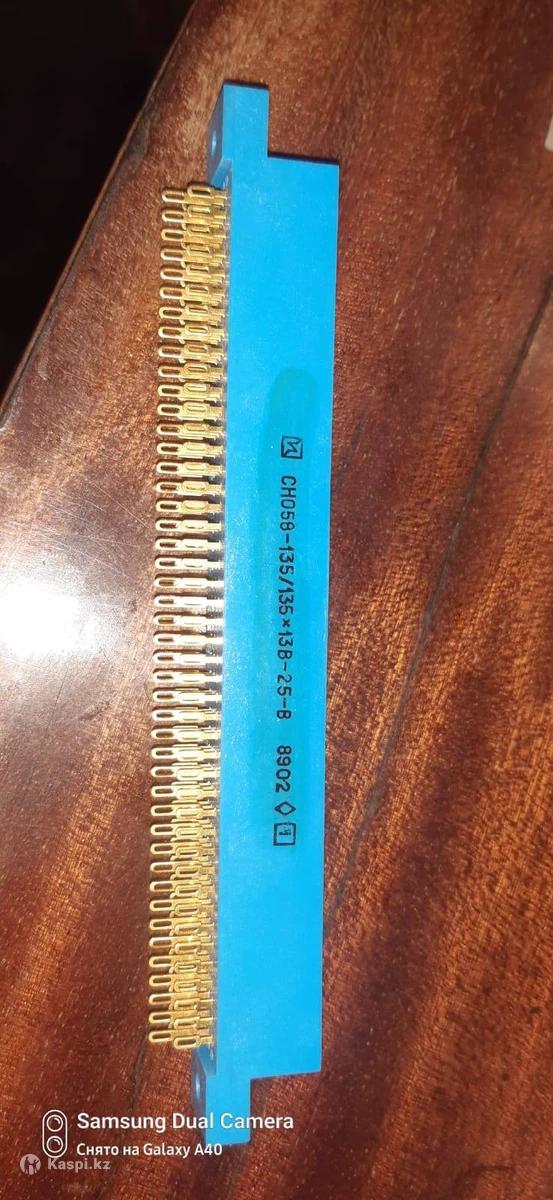 СНО58-135/135×13В-25-В 8902
Samsung Dual Camera
Снято на Galaxy A40
Kaspi.kz